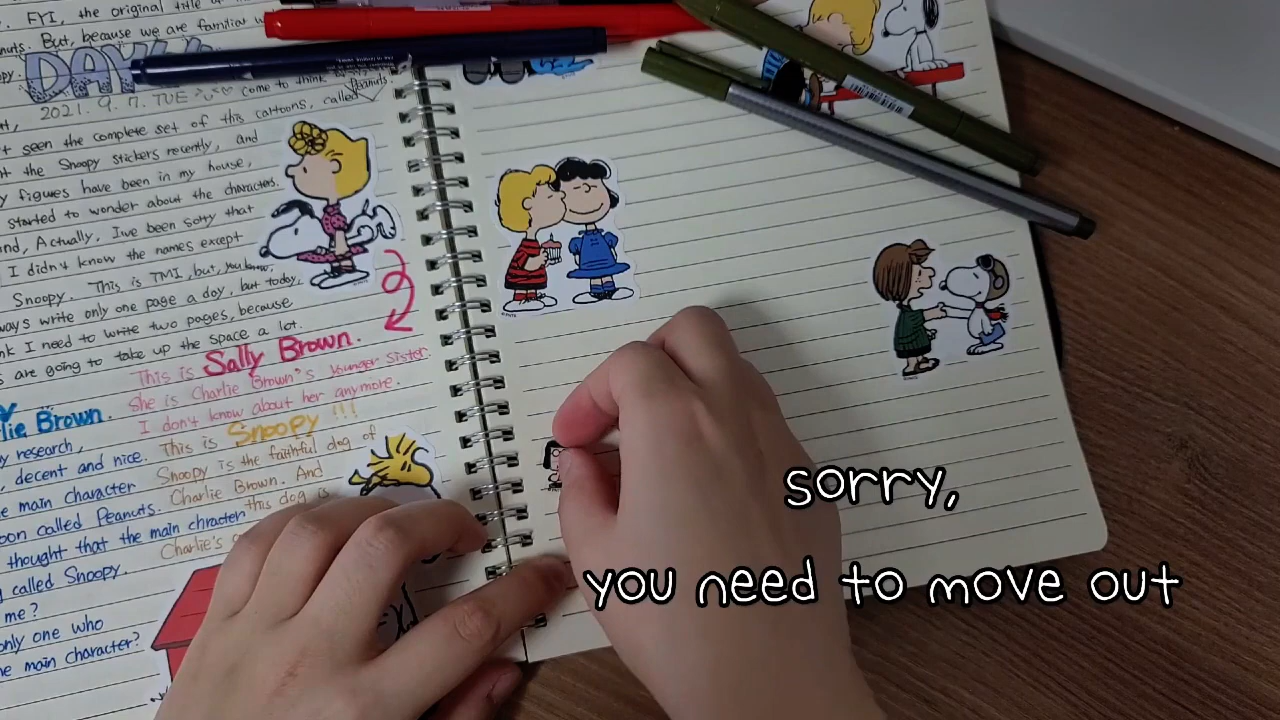 FYI, the original title
nuts. But, because we are familiar w
DAY
2021. 9. 7. TUE come to think
seen the complete set of this cartoons, called Peanuts.
the Snoopy stickers recently, and
figures have been in my house,
started to wonder about the characters.
Actually, I've been sorry that
I didn't know the names except
Snoopy. This is TMI, but, you know,
ways write only one page a day, but today,
nk I need to write two pages, because
are going to take up the space a lot.
This is Sally Brown.
She is Charlie Brown's younger sister.
I don't know about her anymore.
lie Brown.
research,
decent and nice.
main character
oon called Peanuts.
thought that the main chracter
called Snoopy.
me?
only one who
main character?
This is Snoopy!!!
Snoopy is the faithful dog of
Charlie Brown. And
this dog is
Charlie's
sorry,
you need to move out